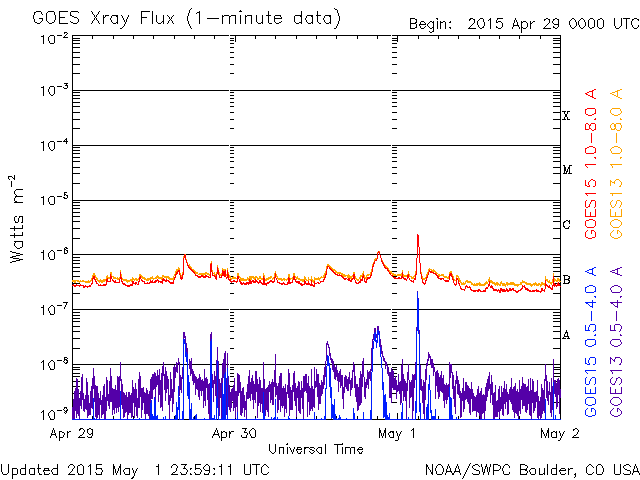 GOES Xray Flux (1-minute data)
Begin: 2015 Apr 29 0000 UTC
10⁻²
10⁻³
10⁻⁴
10⁻⁵
10⁻⁶
10⁻⁷
10⁻⁸
10⁻⁹
Watts m⁻²
X
M
C
B
A
GOES15 1.0-8.0 A
GOES13 1.0-8.0 A
GOES15 0.5-4.0 A
GOES13 0.5-4.0 A
Apr 29
Apr 30
May 1
May 2
Universal Time
Updated 2015 May 1 23:59:11 UTC
NOAA/SWPC Boulder, CO USA